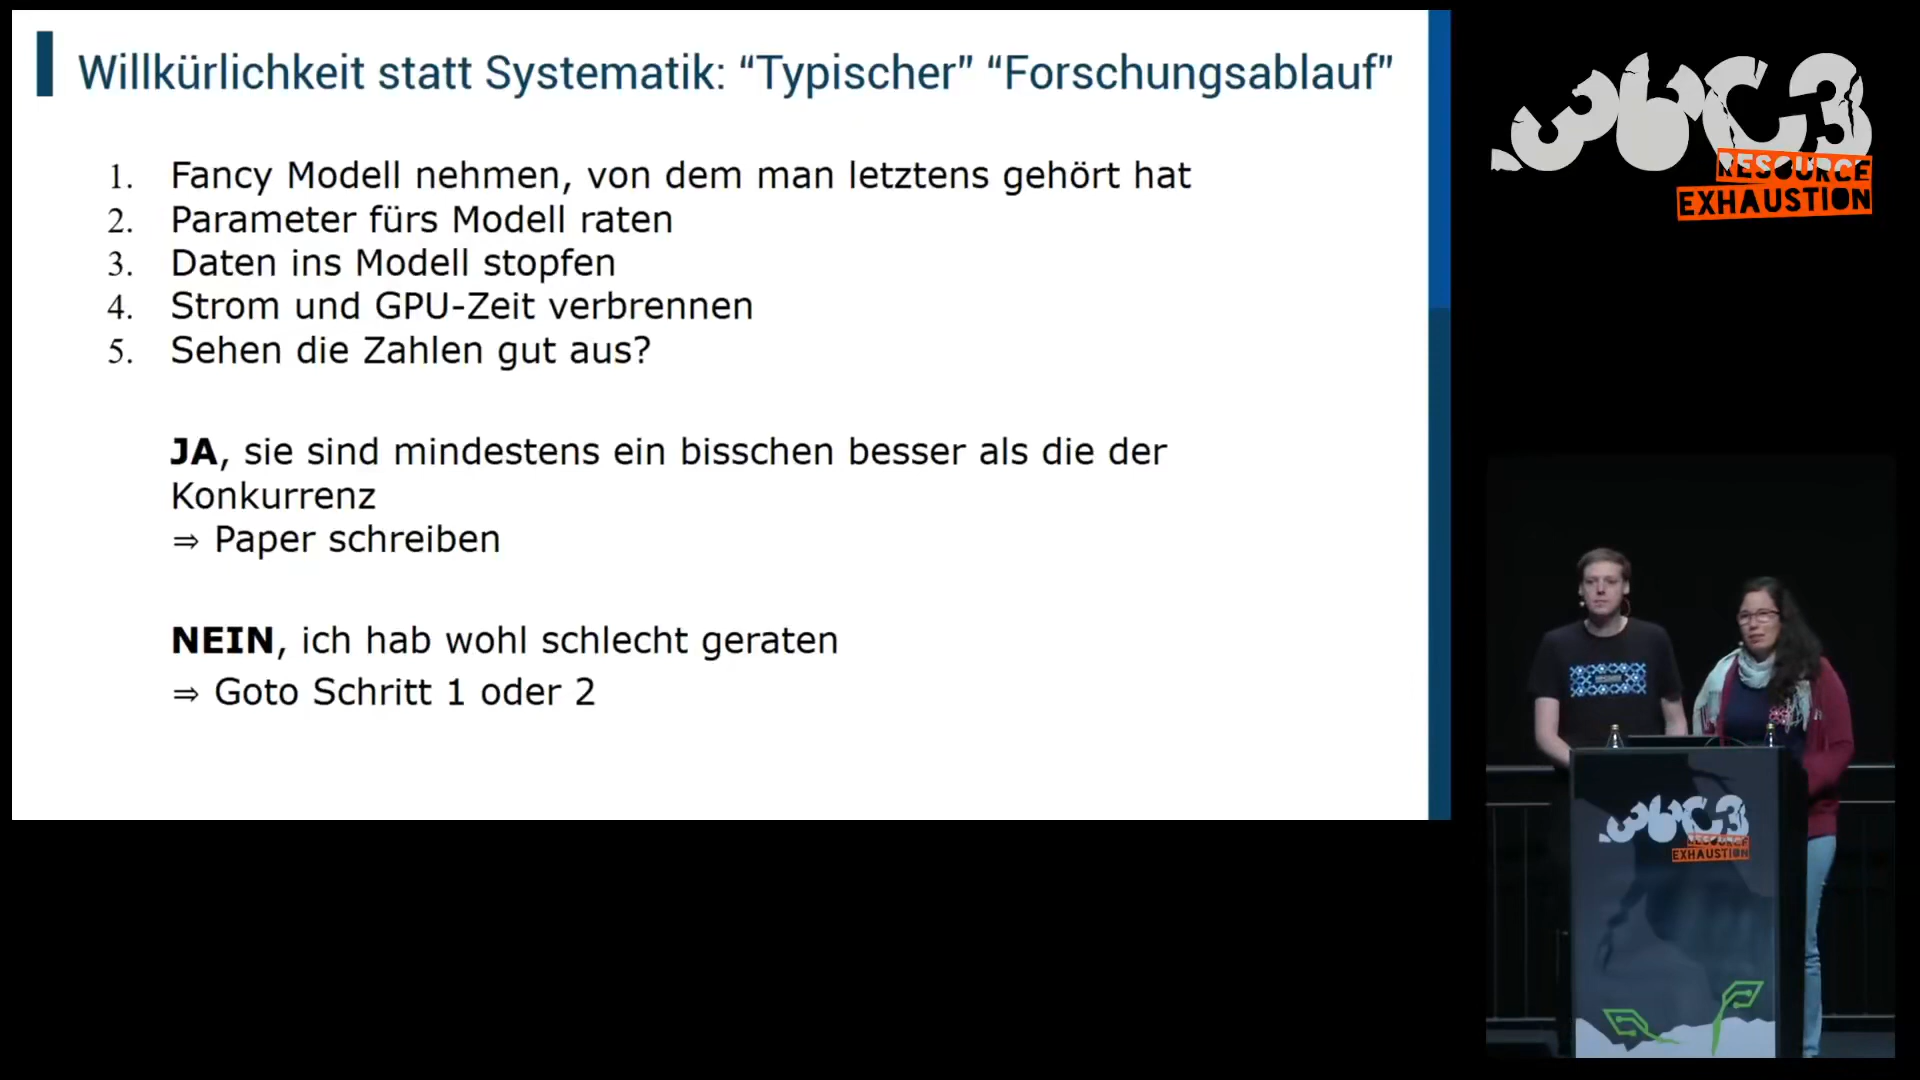 Willkürlichkeit statt Systematik: “Typischer” “Forschungsablauf”
1. Fancy Modell nehmen, von dem man letztens gehört hat
2. Parameter fürs Modell raten
3. Daten ins Modell stopfen
4. Strom und GPU-Zeit verbrennen
5. Sehen die Zahlen gut aus?
JA, sie sind mindestens ein bisschen besser als die der
Konkurrenz
⇒ Paper schreiben
NEIN, ich hab wohl schlecht geraten
⇒ Goto Schritt 1 oder 2
36C3
RESOURCE
EXHAUSTION
36C3
RESOURCE
EXHAUSTION